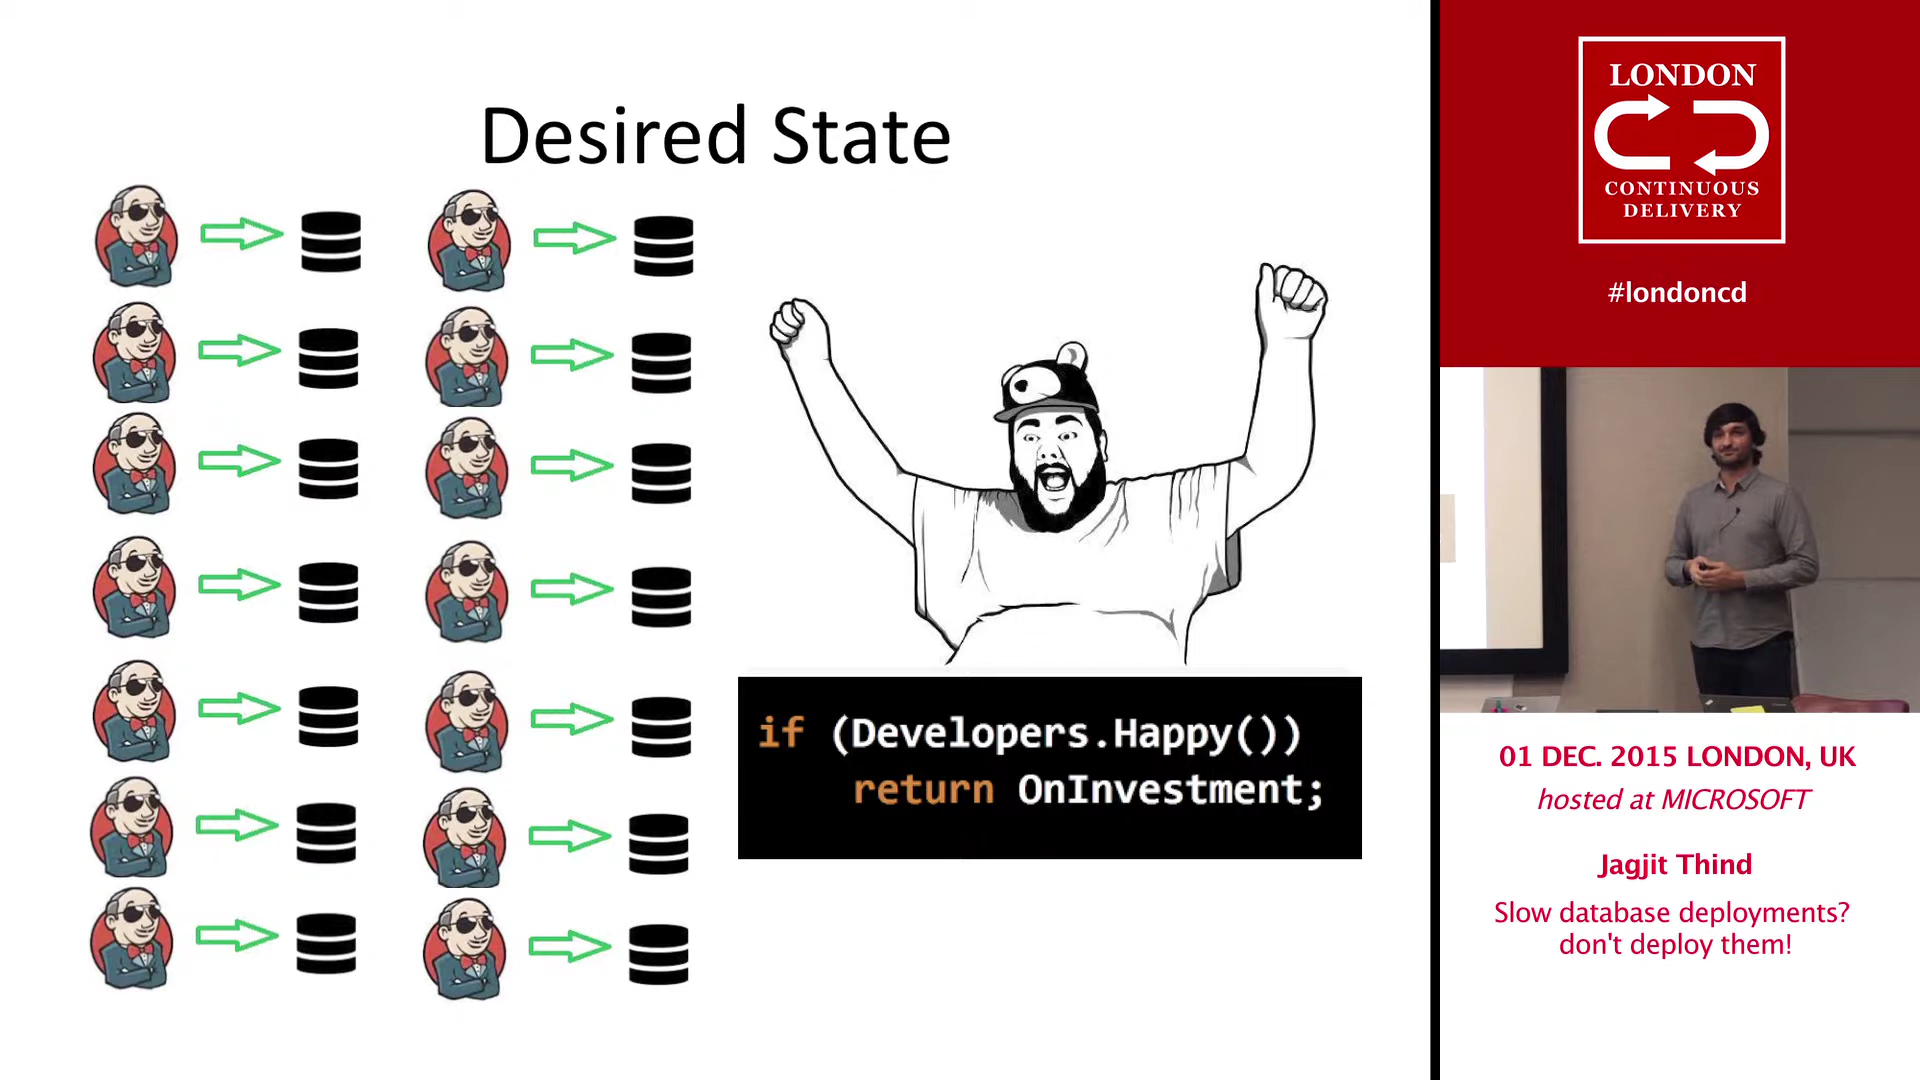 Desired State
if (Developers.Happy())
return OnInvestment;
LONDON
CONTINUOUS
DELIVERY
#londoncd
01 DEC. 2015 LONDON, UK
hosted at MICROSOFT
Jagjit Thind
Slow database deployments?
don't deploy them!